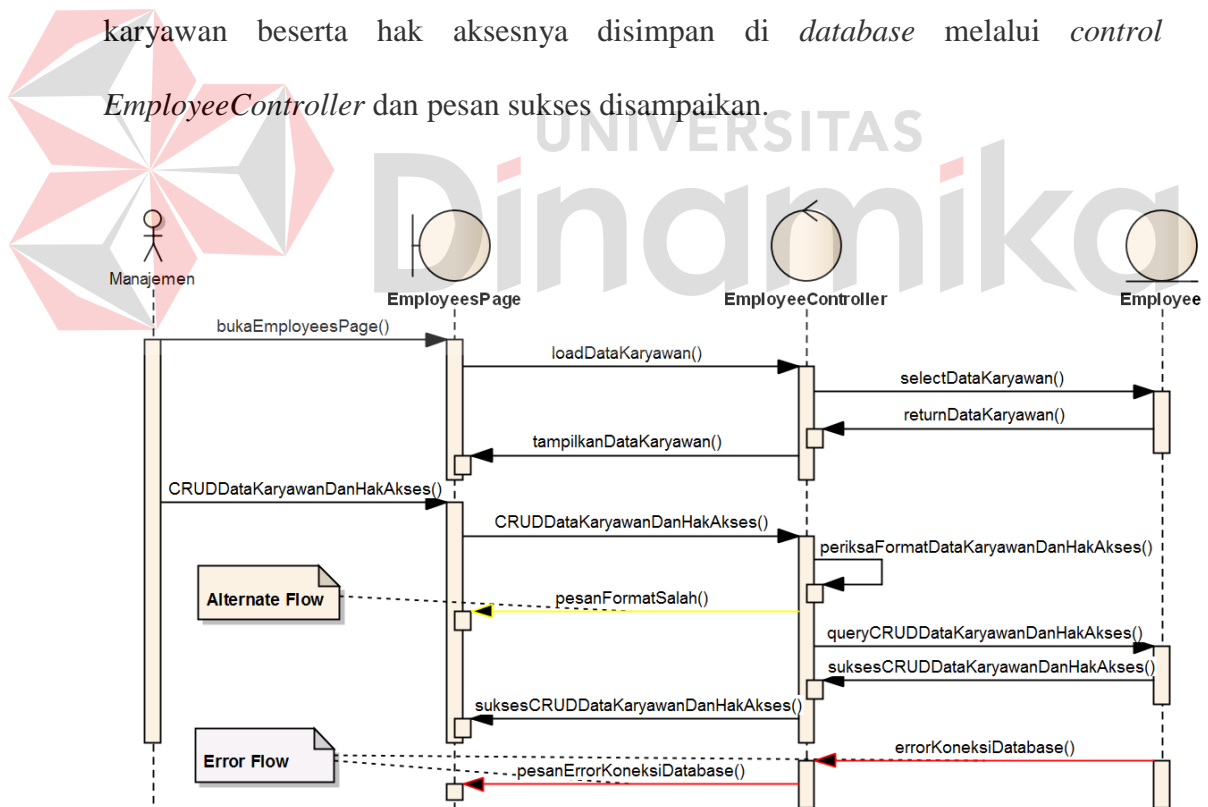 karyawan beserta hak aksesnya disimpan di database melalui control
EmployeeController dan pesan sukses disampaikan.
UNIVERSITAS
Dinamika
Manajemen
EmployeesPage
EmployeeController
Employee
bukaEmployeesPage()
loadDataKaryawan()
selectDataKaryawan()
returnDataKaryawan()
tampilkanDataKaryawan()
CRUDDataKaryawanDanHakAkses()
CRUDDataKaryawanDanHakAkses()
periksaFormatDataKaryawanDanHakAkses()
Alternate Flow
pesanFormatSalah()
queryCRUDDataKaryawanDanHakAkses()
suksesCRUDDataKaryawanDanHakAkses()
suksesCRUDDataKaryawanDanHakAkses()
Error Flow
errorKoneksiDatabase()
pesanErrorKoneksiDatabase()